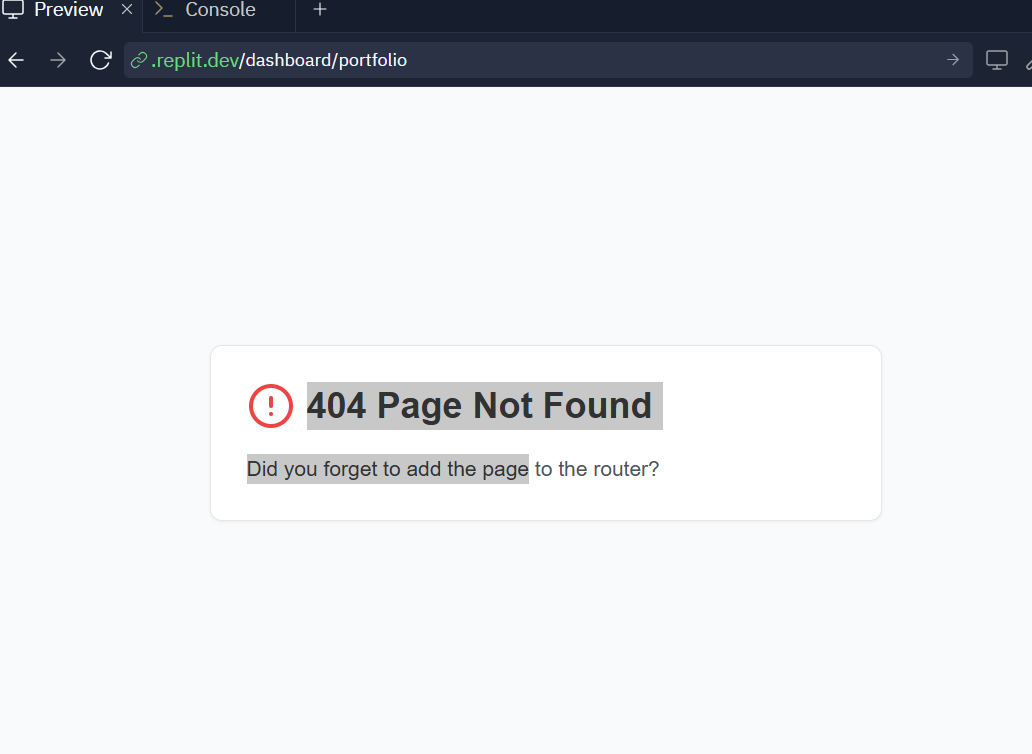 Preview × >_ Console +
.replit.dev/dashboard/portfolio
404 Page Not Found
Did you forget to add the page to the router?